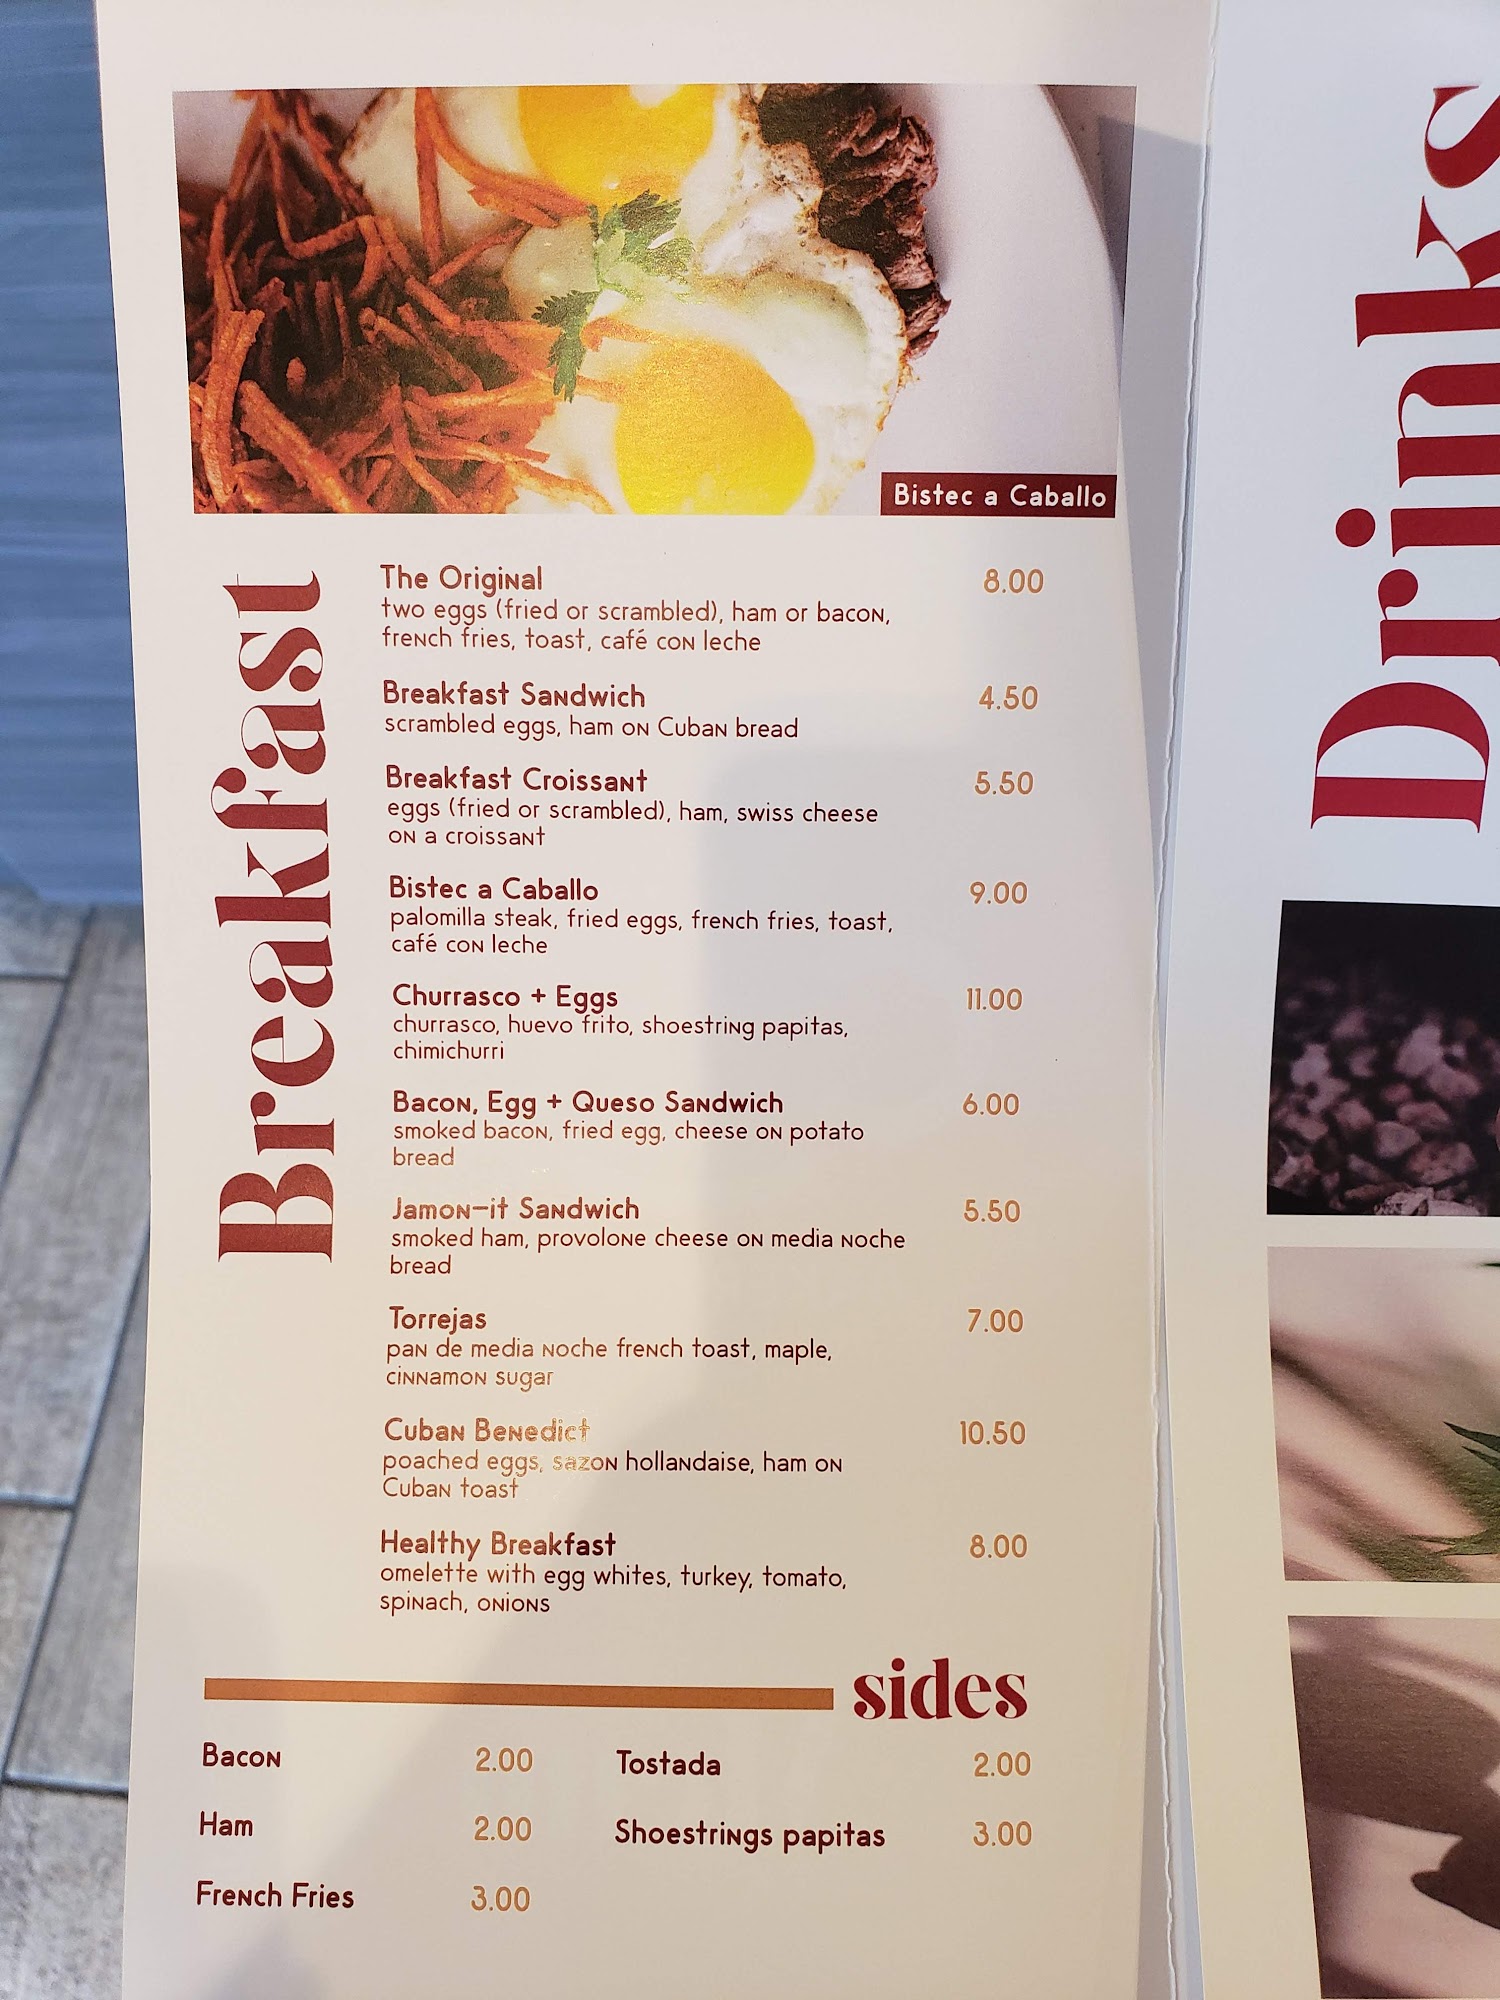 Bistec a Caballo
Breakfast
The Original 8.00
two eggs (fried or scrambled), ham or bacon,
french fries, toast, café con leche
Breakfast Sandwich 4.50
scrambled eggs, ham on Cuban bread
Breakfast Croissant 5.50
eggs (fried or scrambled), ham, swiss cheese
on a croissant
Bistec a Caballo 9.00
palomilla steak, fried eggs, french fries, toast,
café con leche
Churrasco + Eggs 11.00
churrasco, huevo frito, shoestring papitas,
chimichurri
Bacon, Egg + Queso Sandwich 6.00
smoked bacon, fried egg, cheese on potato
bread
Jamon-it Sandwich 5.50
smoked ham, provolone cheese on media noche
bread
Torrejas 7.00
pan de media noche french toast, maple,
cinnamon sugar
Cuban Benedict 10.50
poached eggs, sazon hollandaise, ham on
Cuban toast
Healthy Breakfast 8.00
omelette with egg whites, turkey, tomato,
spinach, onions
sides
Bacon 2.00
Ham 2.00
French Fries 3.00
Tostada 2.00
Shoestrings papitas 3.00
Drinks